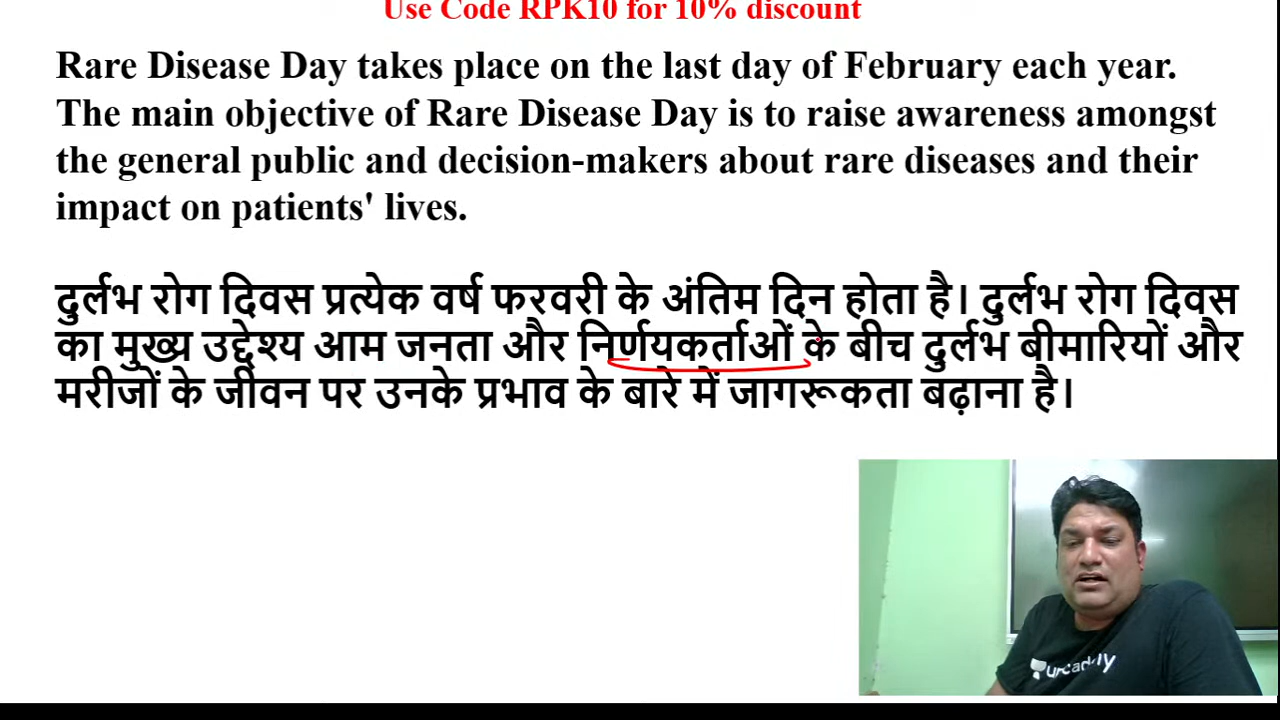 Use Code RPK10 for 10% discount
Rare Disease Day takes place on the last day of February each year.
The main objective of Rare Disease Day is to raise awareness amongst
the general public and decision-makers about rare diseases and their
impact on patients' lives.
दुर्लभ रोग दिवस प्रत्येक वर्ष फरवरी के अंतिम दिन होता है। दुर्लभ रोग दिवस
का मुख्य उद्देश्य आम जनता और निर्णयकर्ताओं के बीच दुर्लभ बीमारियों और
मरीजों के जीवन पर उनके प्रभाव के बारे में जागरूकता बढ़ाना है।